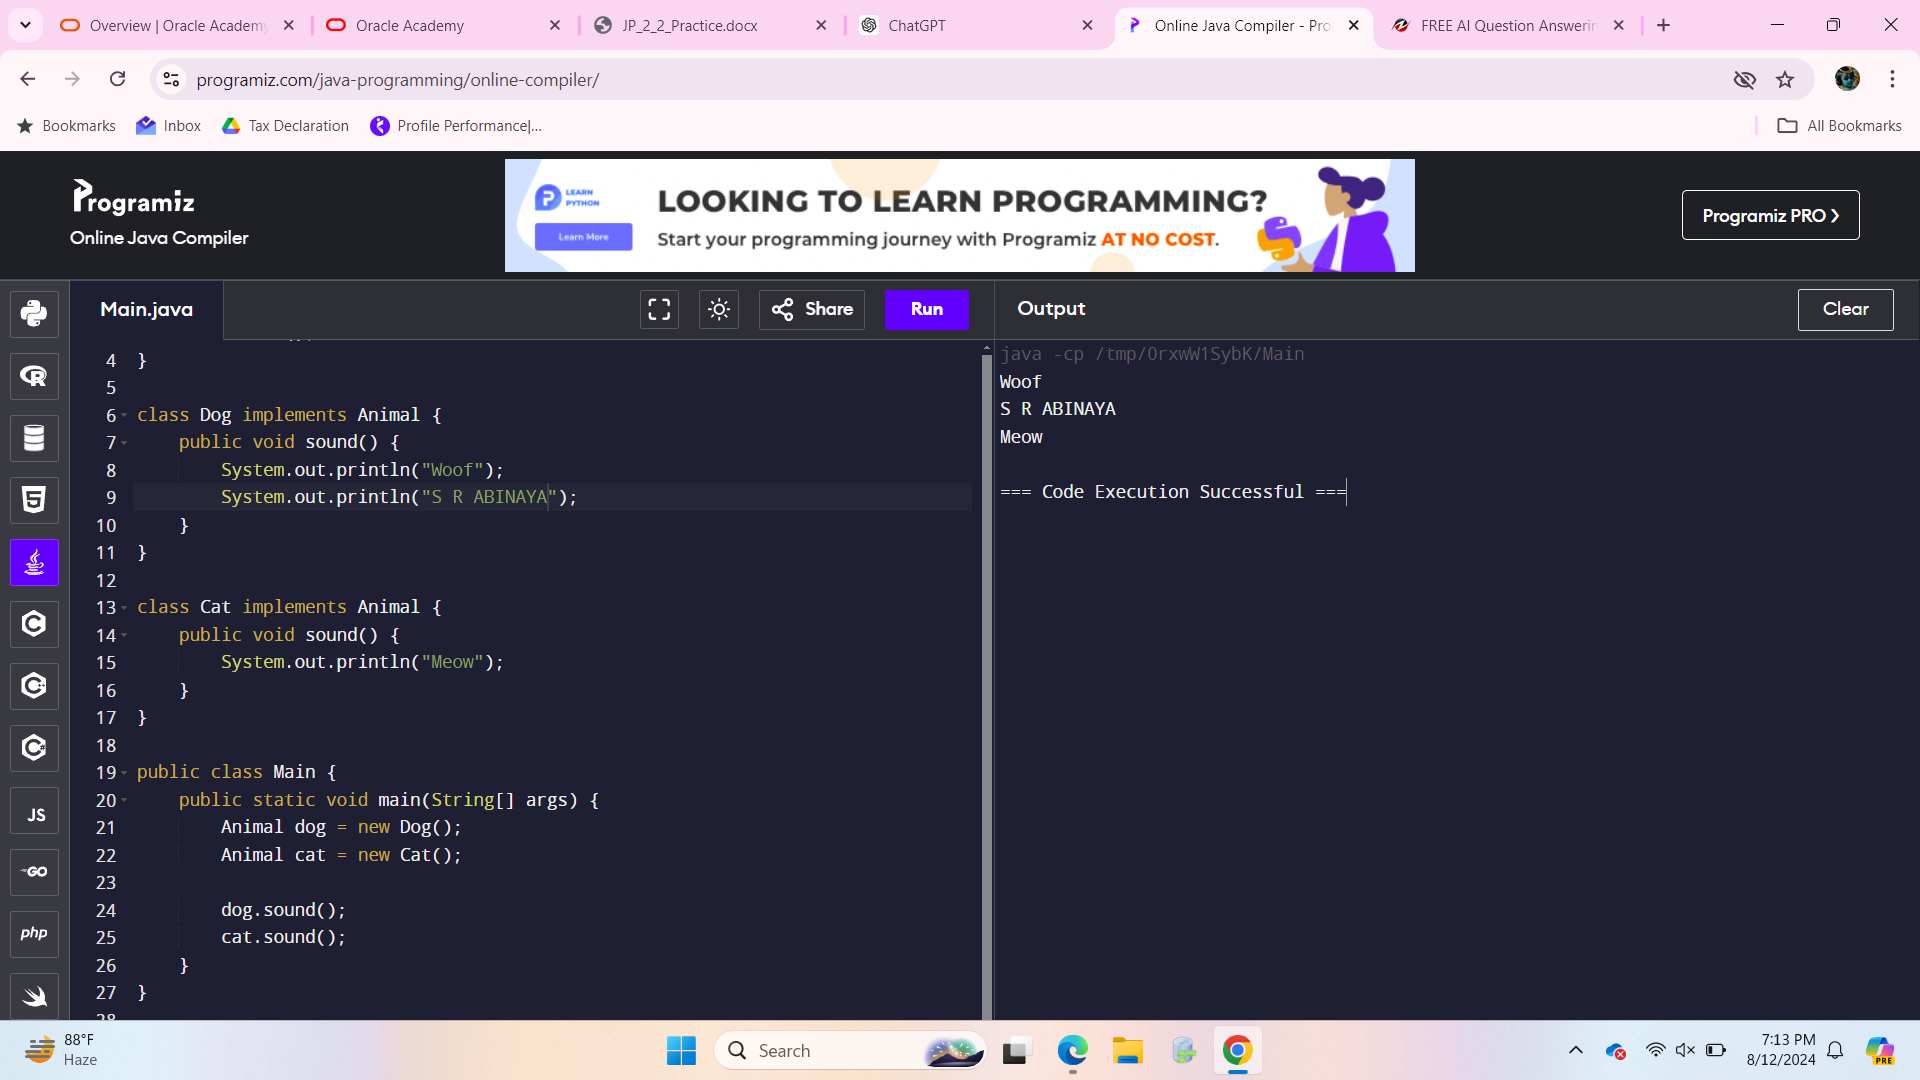 Overview | Oracle Academy
Oracle Academy
JP_2_2_Practice.docx
ChatGPT
Online Java Compiler - Pro
FREE AI Question Answerin
programiz.com/java-programming/online-compiler/
Bookmarks
Inbox
Tax Declaration
Profile Performance|...
All Bookmarks
Programiz
Online Java Compiler
LEARN
PYTHON
Learn More
LOOKING TO LEARN PROGRAMMING?
Start your programming journey with Programiz AT NO COST.
Programiz PRO
Main.java
Share
Run
Output
Clear
4 }
5
6 class Dog implements Animal {
7 public void sound() {
8 System.out.println("Woof");
9 System.out.println("S R ABINAYA");
10 }
11 }
12
13 class Cat implements Animal {
14 public void sound() {
15 System.out.println("Meow");
16 }
17 }
18
19 public class Main {
20 public static void main(String[] args) {
21 Animal dog = new Dog();
22 Animal cat = new Cat();
23
24 dog.sound();
25 cat.sound();
26 }
27 }
28
java -cp /tmp/OrxwW1SybK/Main
Woof
S R ABINAYA
Meow
=== Code Execution Successful ===
R
5
C
C
C
JS
GO
php
88°F
Haze
Search
7:13 PM
8/12/2024
PRE